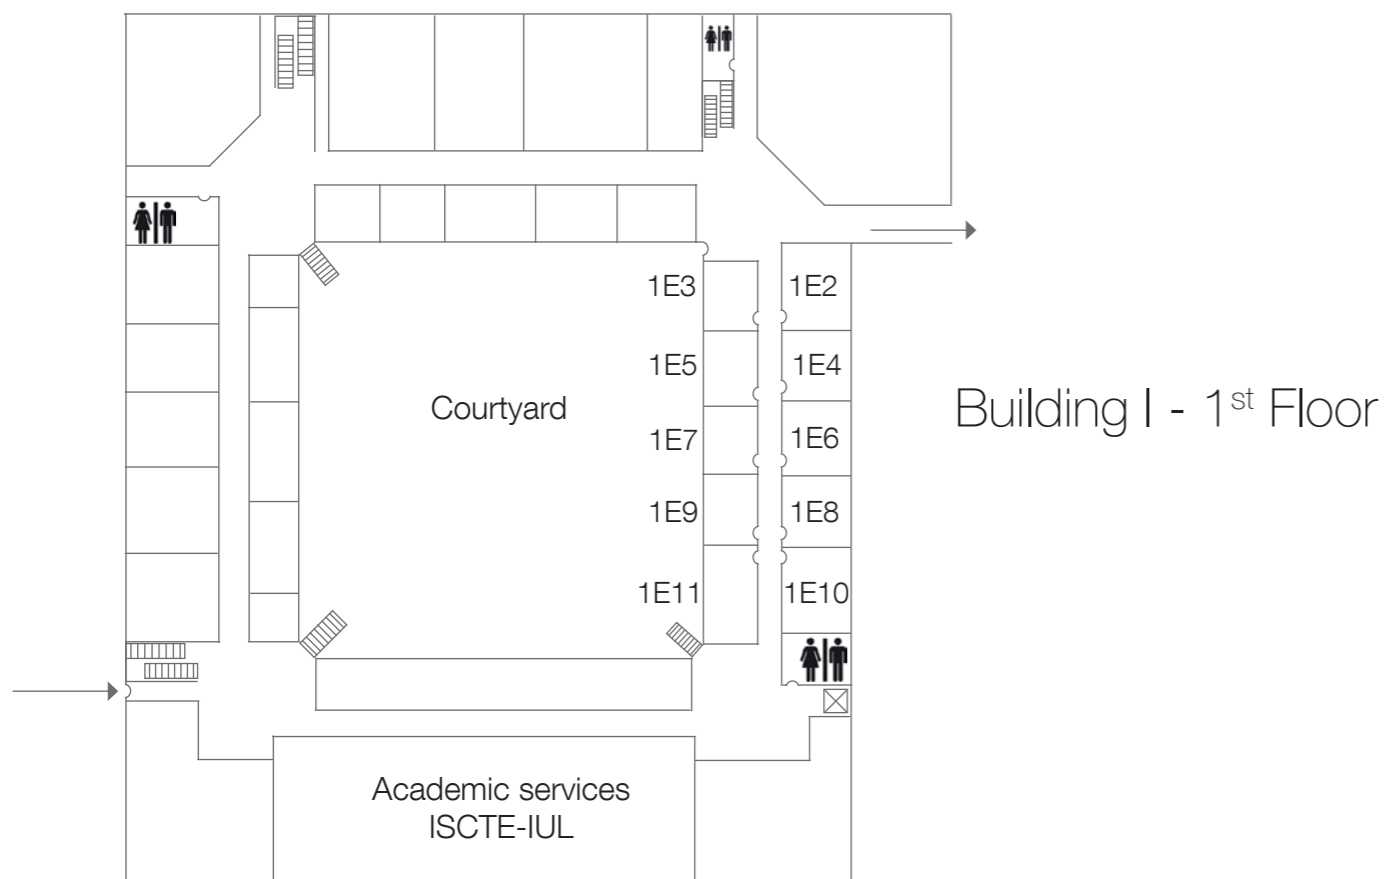 1E3 1E2
1E5 1E4
Courtyard
Building I - 1st Floor
1E7 1E6
1E9 1E8
1E11 1E10
Academic services
ISCTE-IUL